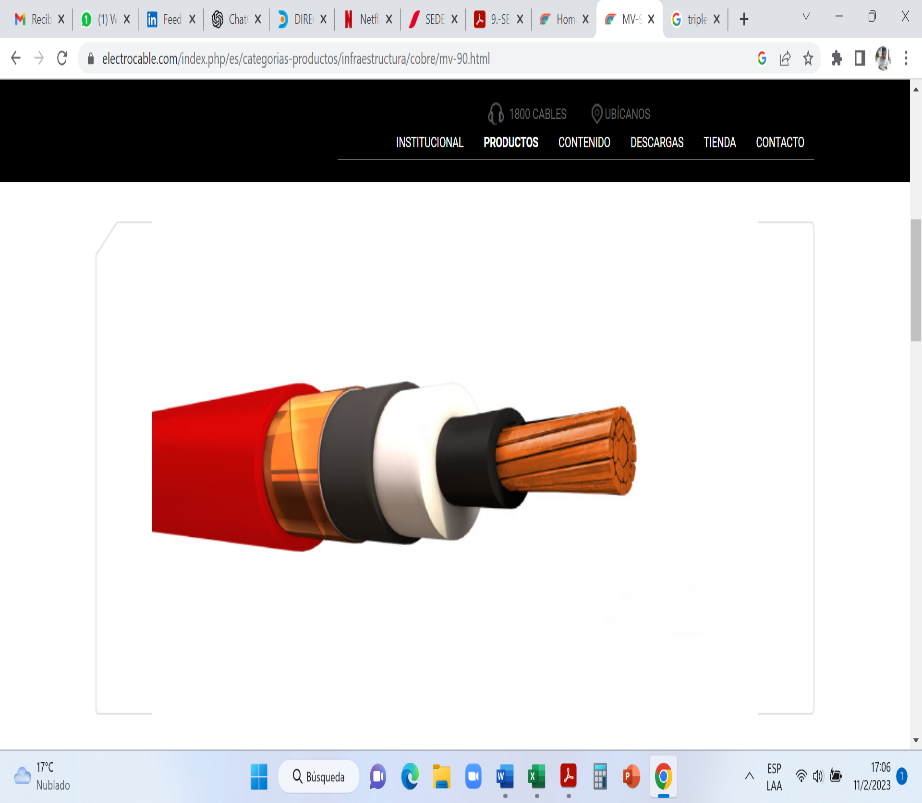 Recib
(1) W
Feed
Chat
DIRE
Netfl
SEDE
9.-SE
Hom
MV-9
triple
electrocable.com/index.php/es/categorias-productos/infraestructura/cobre/mv-90.html
1800 CABLES
UBÍCANOS
INSTITUCIONAL PRODUCTOS CONTENIDO DESCARGAS TIENDA CONTACTO
17°C
Nublado
Búsqueda
ESP
LAA
17:06
11/2/2023
1